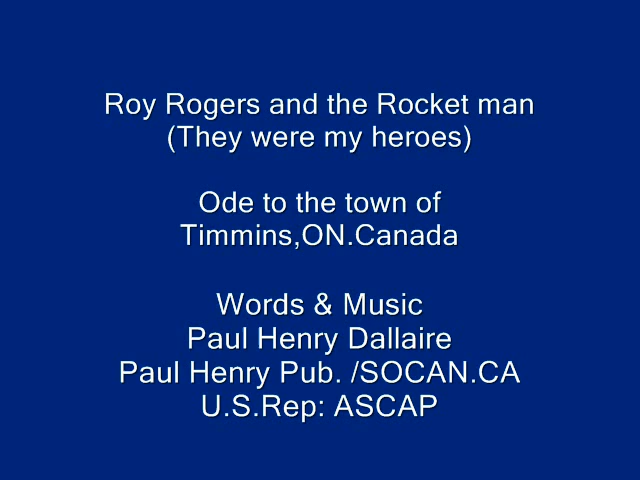 Roy Rogers and the Rocket man
(They were my heroes)
Ode to the town of
Timmins,ON.Canada
Words & Music
Paul Henry Dallaire
Paul Henry Pub. /SOCAN.CA
U.S.Rep: ASCAP